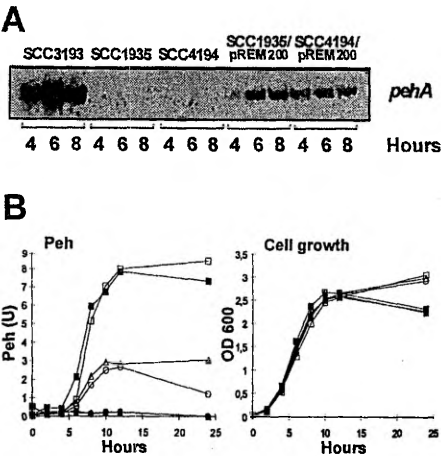 A
SCC3193 SCC1935 SCC4194 SCC1935/ pREM200 SCC4194/ pREM200
pehA
4 6 8 4 6 8 4 6 8 4 6 8 4 6 8 Hours
B
Peh
Cell growth
Peh (U)
9
8
7
6
5
4
3
2
1
0
0 5 10 15 20 25
Hours
OD 600
3,5
3
2,5
2
1,5
1
0,5
0
0 5 10 15 20 25
Hours